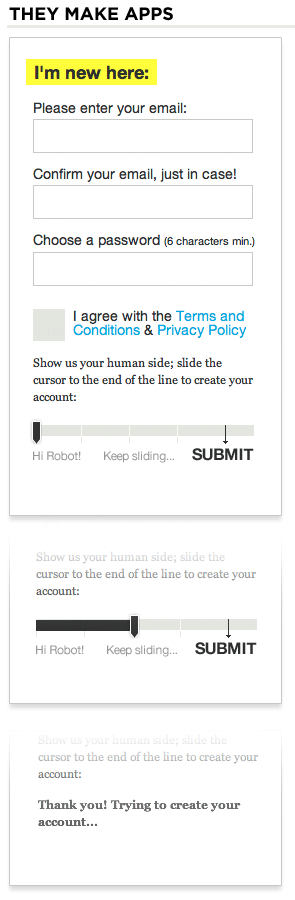 THEY MAKE APPS
I'm new here:
Please enter your email:
Confirm your email, just in case!
Choose a password (6 characters min.)
I agree with the Terms and
Conditions & Privacy Policy
Show us your human side; slide the
cursor to the end of the line to create your
account:
Hi Robot! Keep sliding... SUBMIT
Show us your human side; slide the
cursor to the end of the line to create your
account:
Hi Robot! Keep sliding... SUBMIT
Show us your human side; slide the
cursor to the end of the line to create your
account:
Thank you! Trying to create your
account...